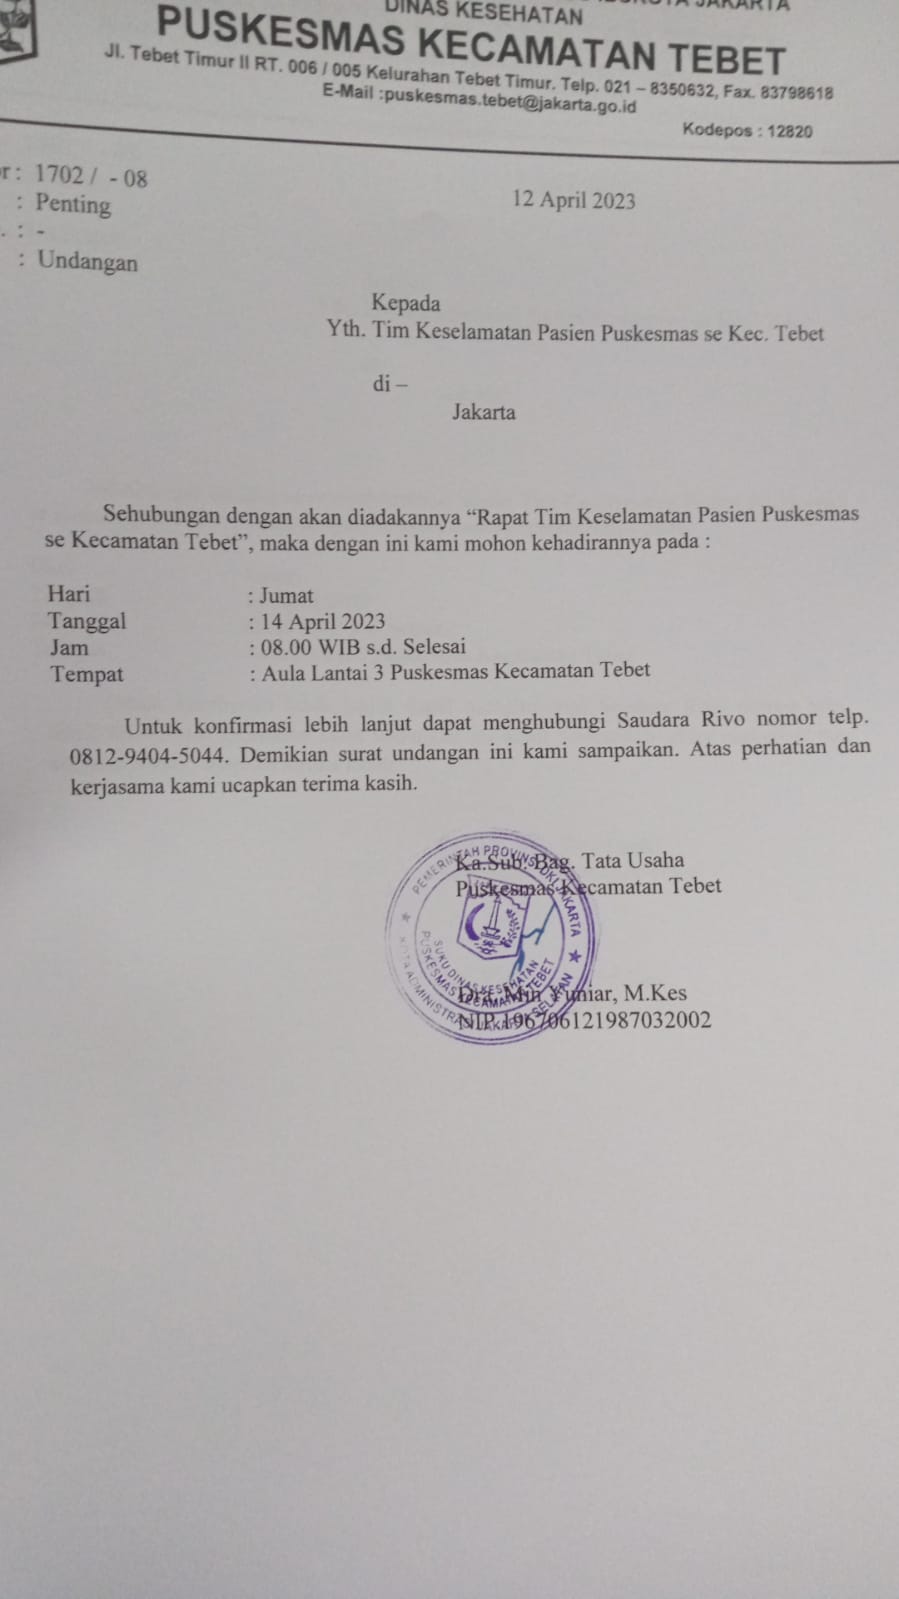 DINAS KESEHATAN
PUSKESMAS KECAMATAN TEBET
Jl. Tebet Timur II RT. 006 / 005 Kelurahan Tebet Timur. Telp. 021 – 8350632, Fax. 83798618
E-Mail :puskesmas.tebet@jakarta.go.id
Kodepos : 12820
: 1702 / - 08
12 April 2023
: Penting
: -
: Undangan
Kepada
Yth. Tim Keselamatan Pasien Puskesmas se Kec. Tebet
di –
Jakarta
Sehubungan dengan akan diadakannya “Rapat Tim Keselamatan Pasien Puskesmas
se Kecamatan Tebet”, maka dengan ini kami mohon kehadirannya pada :
Hari : Jumat
Tanggal : 14 April 2023
Jam : 08.00 WIB s.d. Selesai
Tempat : Aula Lantai 3 Puskesmas Kecamatan Tebet
Untuk konfirmasi lebih lanjut dapat menghubungi Saudara Rivo nomor telp.
0812-9404-5044. Demikian surat undangan ini kami sampaikan. Atas perhatian dan
kerjasama kami ucapkan terima kasih.
Ka.Sub. Bag. Tata Usaha
Puskesmas Kecamatan Tebet
Dra. Min Yuniar, M.Kes
NIP 196706121987032002
PEMERINTAH PROVINSI DKI JAKARTA
KOTA ADMINISTRASI JAKARTA SELATAN
SUKU DINAS KESEHATAN
PUSKESMAS KECAMATAN TEBET